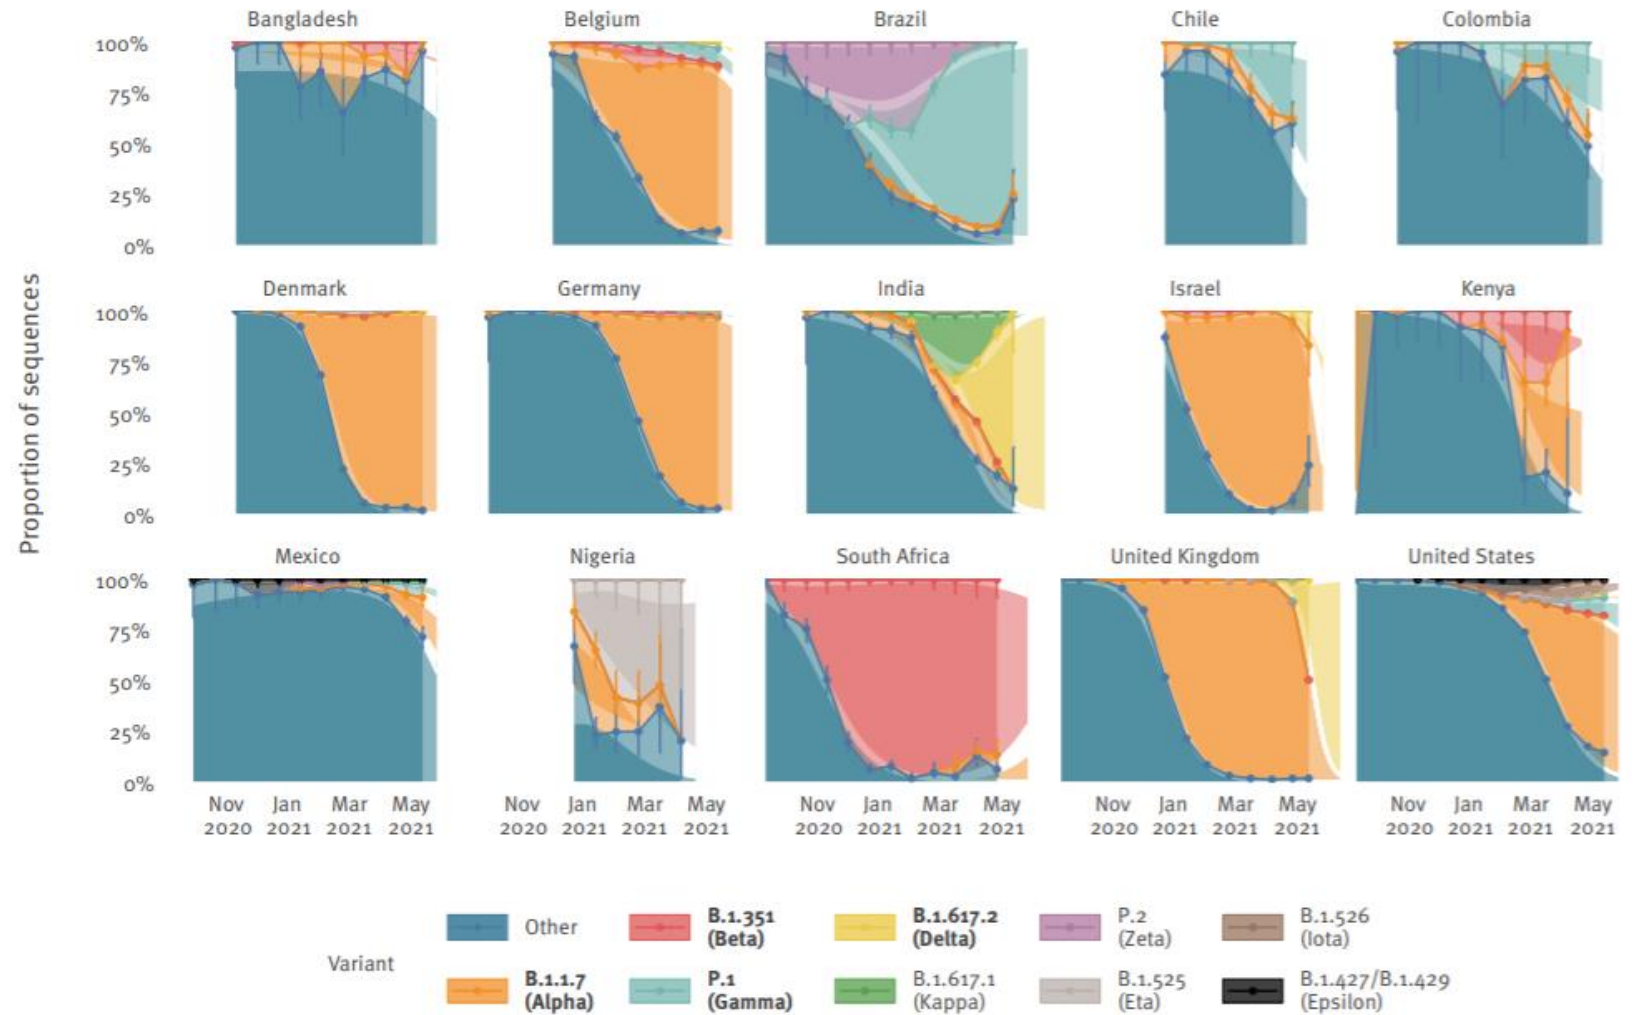 Bangladesh Belgium Brazil Chile Colombia
100%
75%
50%
25%
0%
Denmark Germany India Israel Kenya
100%
75%
50%
25%
0%
Proportion of sequences
Mexico Nigeria South Africa United Kingdom United States
100%
75%
50%
25%
0%
Nov Jan Mar May Nov Jan Mar May Nov Jan Mar May Nov Jan Mar May Nov Jan Mar May
2020 2021 2021 2021 2020 2021 2021 2021 2020 2021 2021 2021 2020 2021 2021 2021 2020 2021 2021 2021
Variant
Other
B.1.1.7
(Alpha)
B.1.351
(Beta)
P.1
(Gamma)
B.1.617.2
(Delta)
B.1.617.1
(Kappa)
P.2
(Zeta)
B.1.525
(Eta)
B.1.526
(Iota)
B.1.427/B.1.429
(Epsilon)